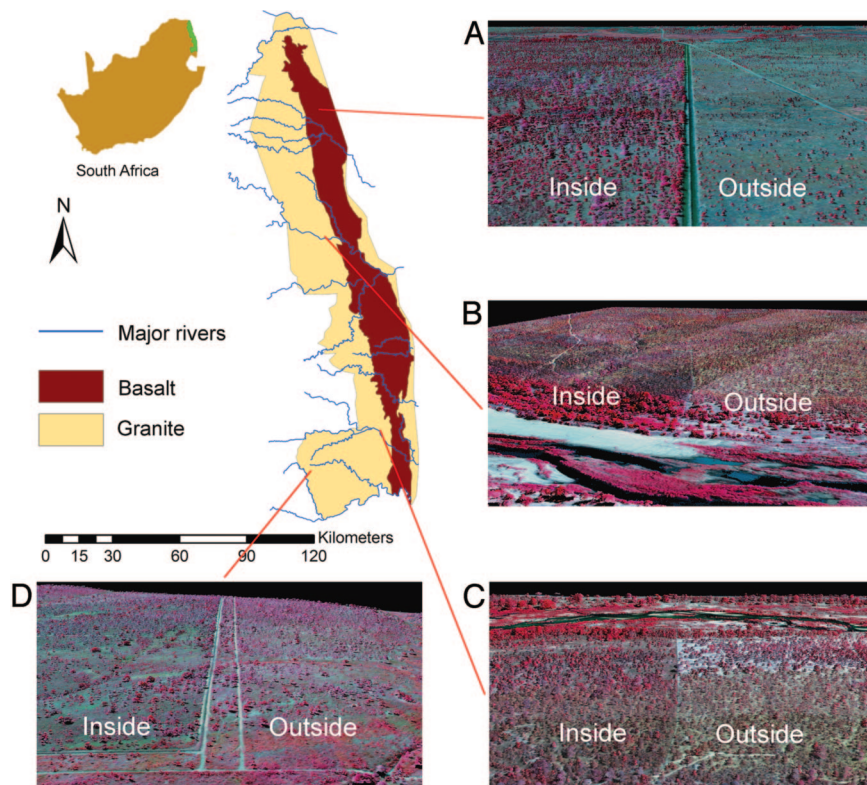 South Africa
N
Major rivers
Basalt
Granite
Kilometers
0 15 30 60 90 120
A
Inside Outside
B
Inside Outside
C
Inside Outside
D
Inside Outside